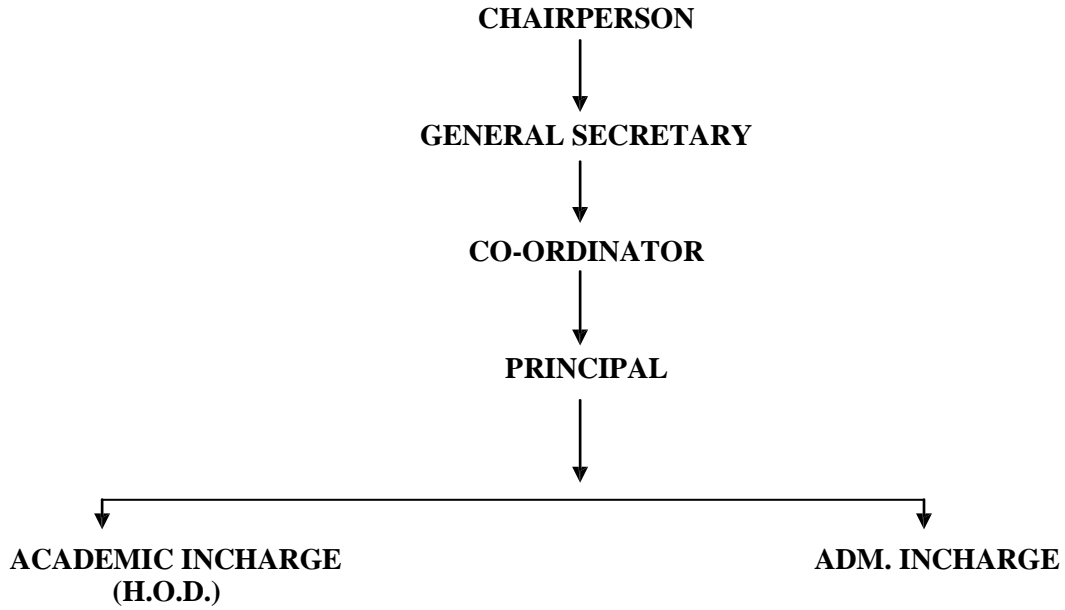 CHAIRPERSON
GENERAL SECRETARY
CO-ORDINATOR
PRINCIPAL
ACADEMIC INCHARGE
(H.O.D.)
ADM. INCHARGE